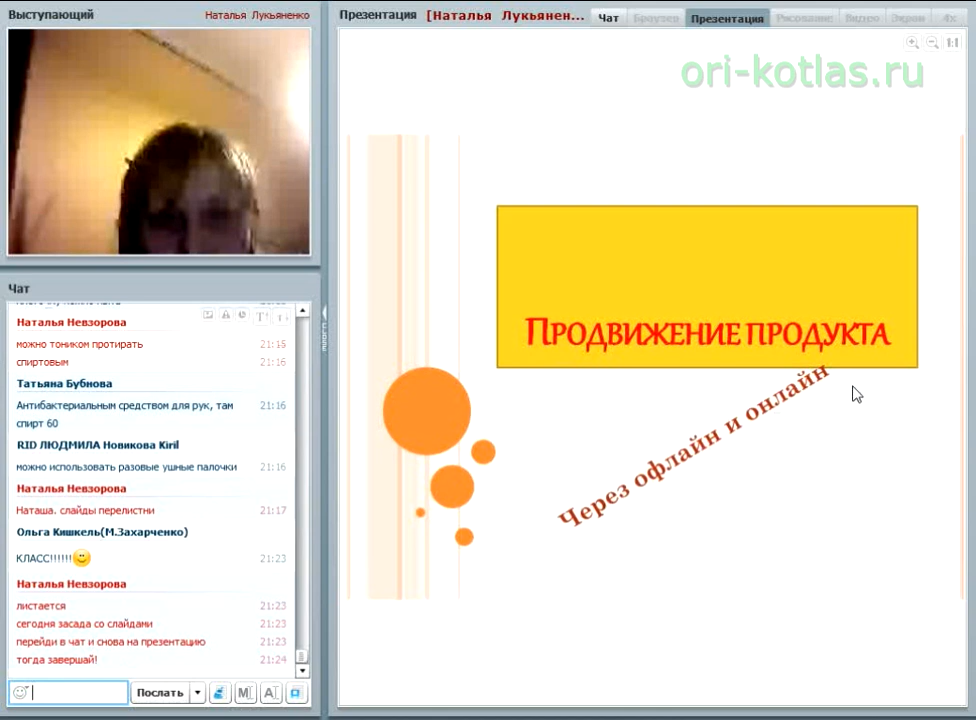 Выступающий
Наталья Лукьяненко
Презентация [Наталья Лукьянен...
Чат Браузер Презентация Рисование Видео Экран 4x
1:1
ori-kotlas.ru
ПРОДВИЖЕНИЕ ПРОДУКТА
Через офлайн и онлайн
Чат
Наталья Невзорова
можно тоником протирать 21:15
спиртовым 21:16
Татьяна Бубнова
Антибактериальным средством для рук, там 21:16
спирт 60
RID ЛЮДМИЛА Новикова Kiril
можно использовать разовые ушные палочки 21:16
Наталья Невзорова
Наташа. слайды перелистни 21:17
Ольга Кишкель(М.Захарченко)
КЛАСС!!!!!! 21:23
Наталья Невзорова
листается 21:23
сегодня засада со слайдами 21:23
перейди в чат и снова на презентацию 21:23
тогда завершай! 21:24
Послать